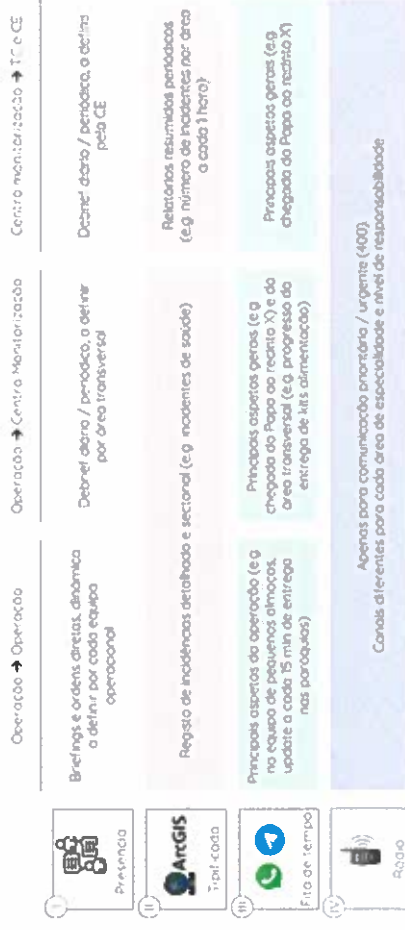 Operação → Operação
Operação → Centro Monitorização
Centro monitorização → TC e CE
I
Presença
Briefings e ordens diretas, dinâmica
a definir por cada equipa
operacional
Debrief diário / periódico, a definir
por área transversal
Debrief diário / periódico, a definir
pelo CE
II
ArcGIS
Tipificado
Registo de incidências detalhado e sectorial (e.g. incidentes de saúde)
Relatórios resumidos periódicos
(e.g. número de incidentes por área
a cada 1 hora)
III
Fita de tempo
Principais aspetos da operação (e.g.
na equipa de pequenos almoços,
update a cada 15 min de entrega
nas paróquias)
Principais aspetos gerais (e.g.
chegada do Papa ao recinto X) e da
área transversal (e.g. progresso da
entrega de kits alimentação)
Principais aspetos gerais (e.g.
chegada do Papa ao recinto X)
IV
Rádio
Apenas para comunicação prioritária / urgente (400).
Canais diferentes para cada área de especialidade e nível de responsabilidade